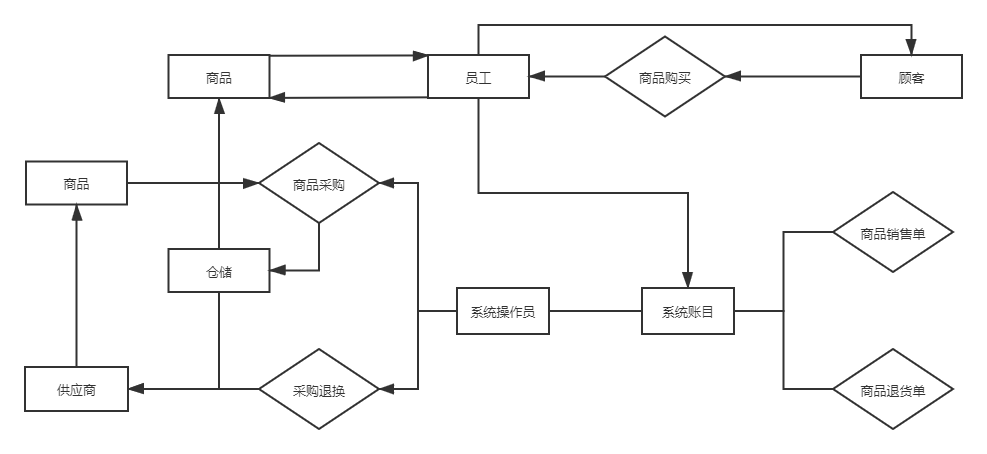 商品
员工
商品购买
顾客
商品
商品采购
商品销售单
仓储
系统操作员
系统账目
供应商
采购退换
商品退货单